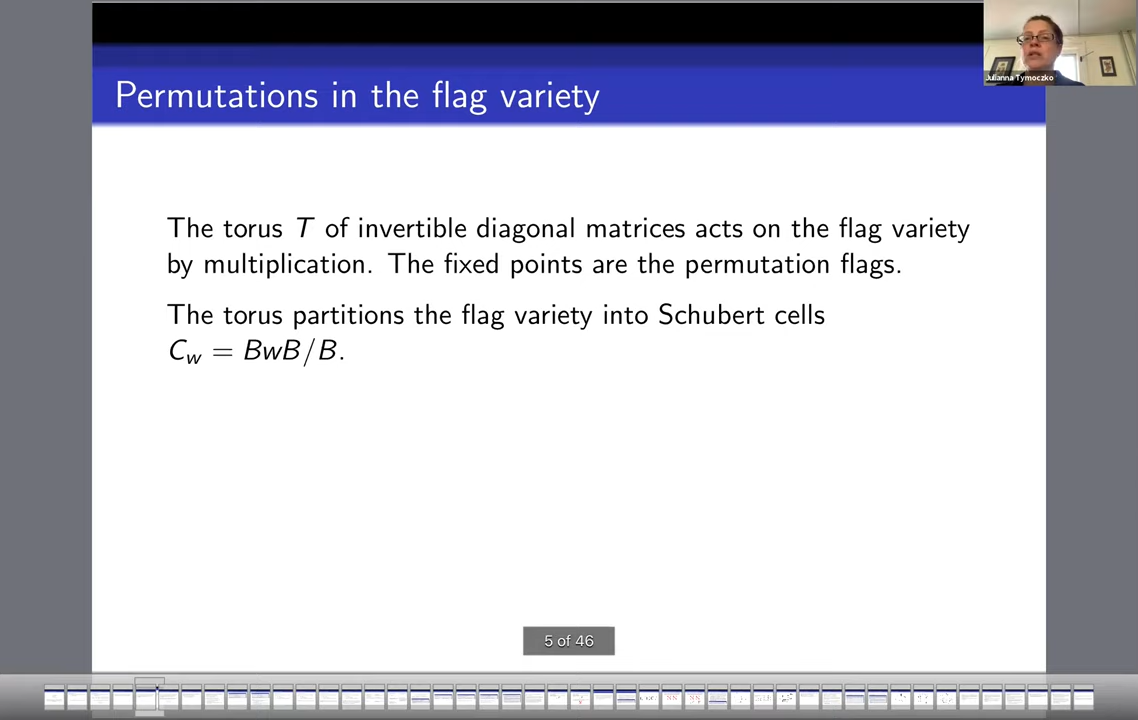 Permutations in the flag variety
Julianna Tymoczko
The torus T of invertible diagonal matrices acts on the flag variety
by multiplication. The fixed points are the permutation flags.
The torus partitions the flag variety into Schubert cells
C_w = BwB/B.
5 of 46